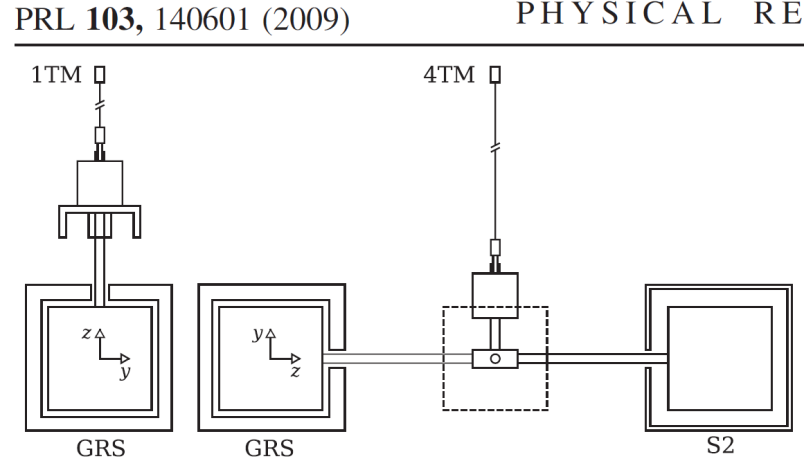 PRL 103, 140601 (2009)
PHYSICAL RE
1TM
4TM
z
y
y
z
GRS
GRS
S2